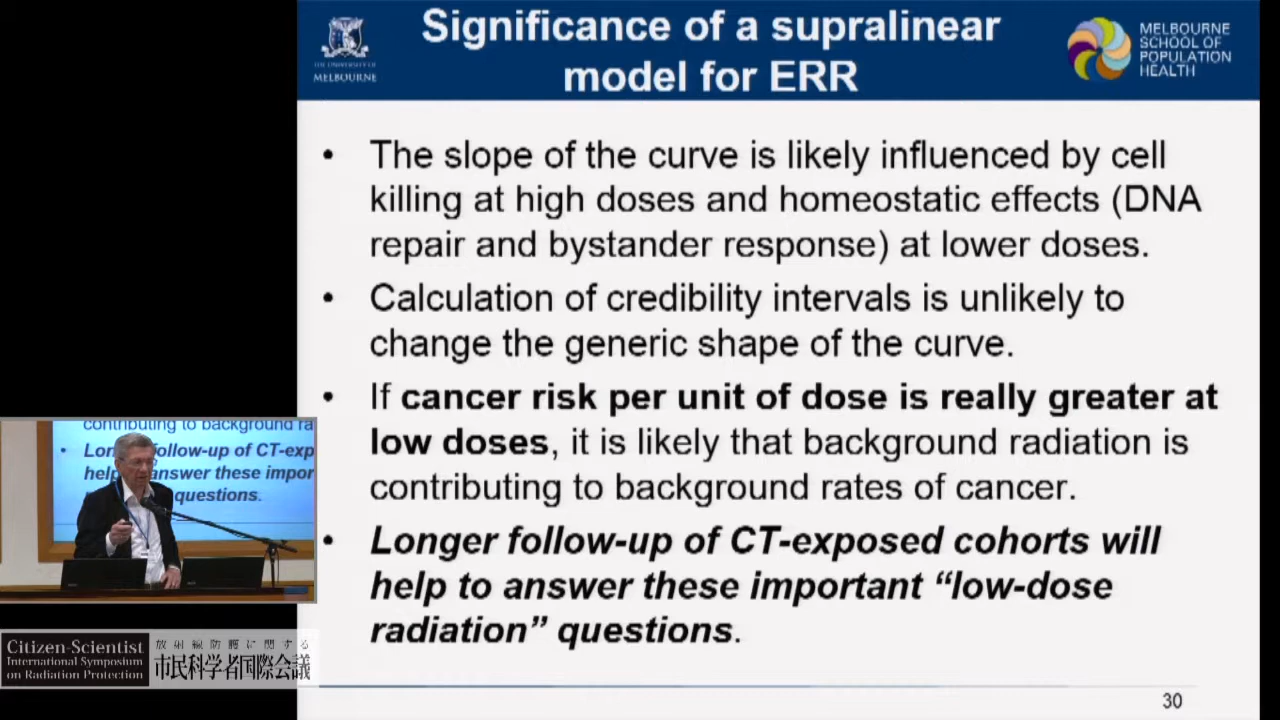 Significance of a supralinear
model for ERR
THE UNIVERSITY OF
MELBOURNE
MELBOURNE
SCHOOL OF
POPULATION
HEALTH
• The slope of the curve is likely influenced by cell
killing at high doses and homeostatic effects (DNA
repair and bystander response) at lower doses.
• Calculation of credibility intervals is unlikely to
change the generic shape of the curve.
• If cancer risk per unit of dose is really greater at
low doses, it is likely that background radiation is
contributing to background rates of cancer.
• Longer follow-up of CT-exposed cohorts will
help to answer these important “low-dose
radiation” questions.
30
contributing to background ra
• Lon follow-up of CT-exp
help answer these impor
questions.
Citizen-Scientist
International Symposium
on Radiation Protection
放射線防護に関する
市民科学者国際会議